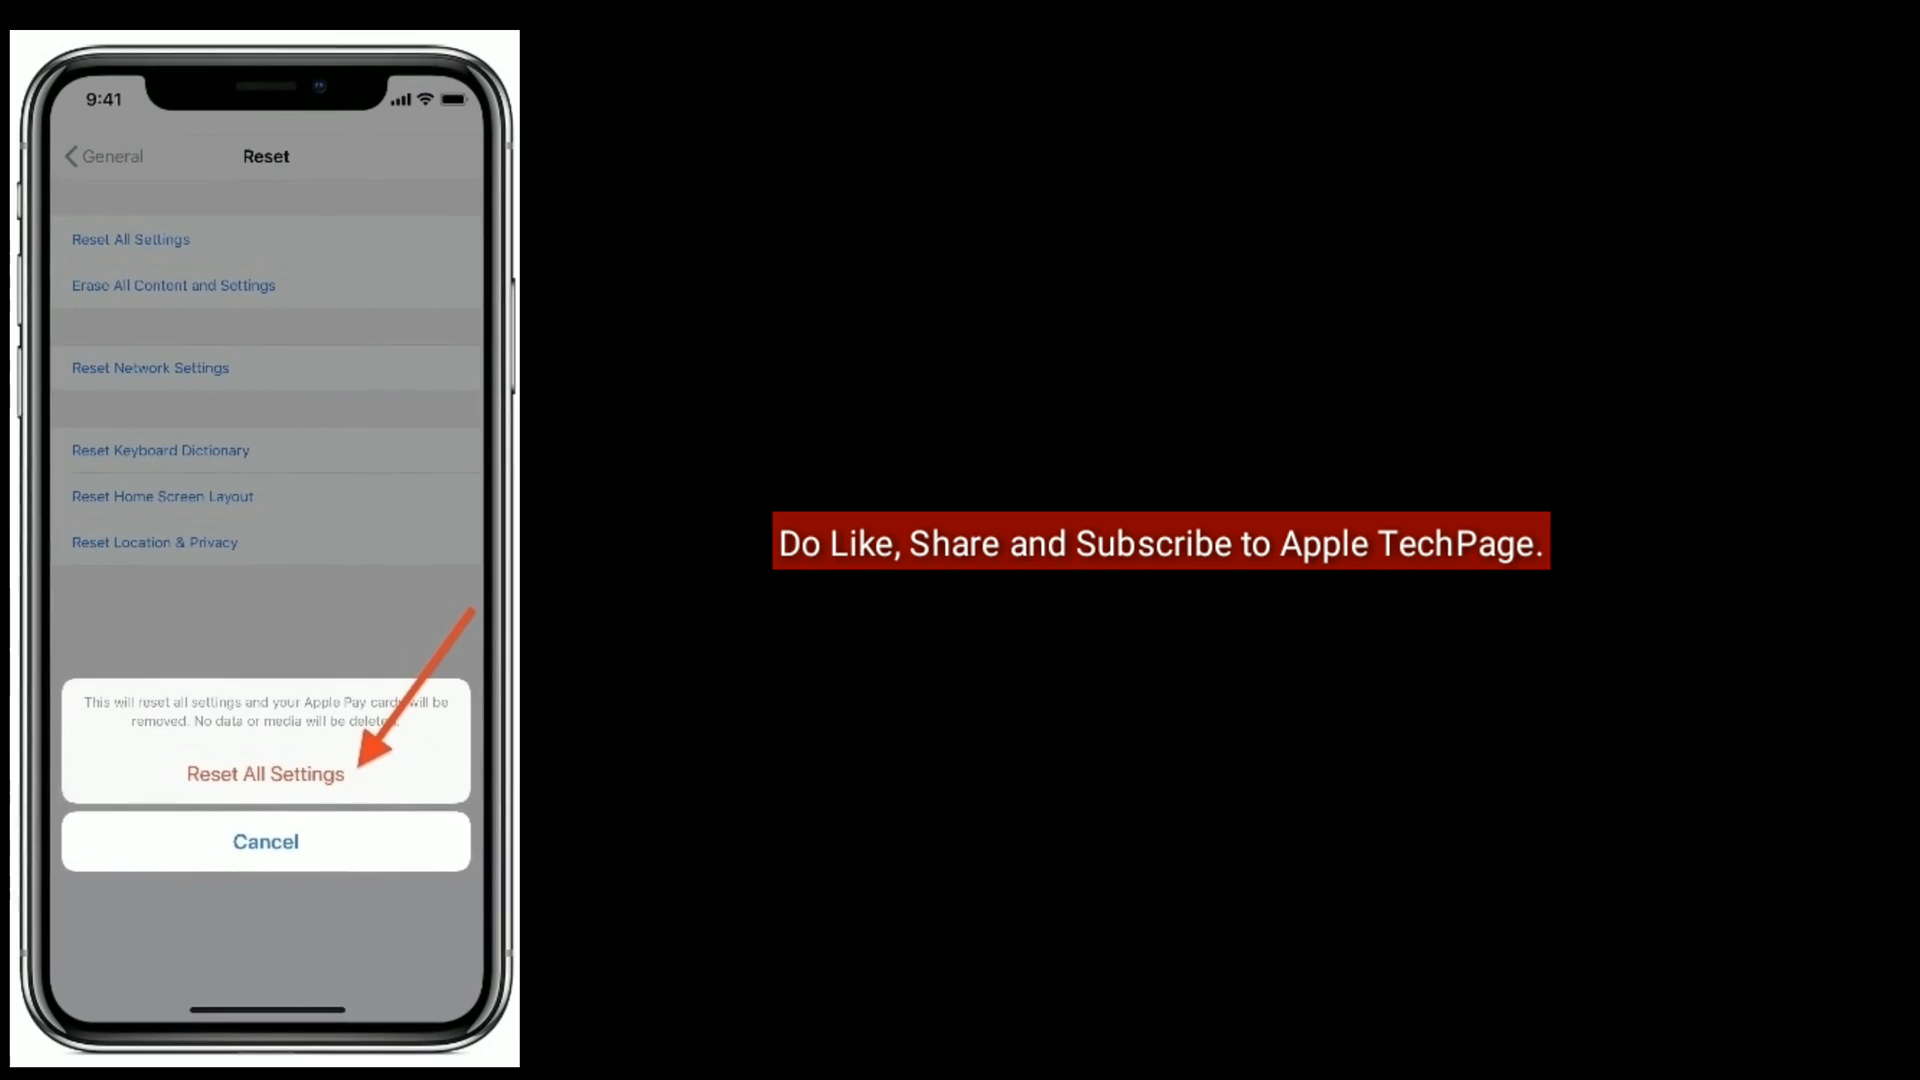 9:41
General
Reset
Reset All Settings
Erase All Content and Settings
Reset Network Settings
Reset Keyboard Dictionary
Reset Home Screen Layout
Reset Location & Privacy
This will reset all settings and your Apple Pay cards will be
removed. No data or media will be deleted.
Reset All Settings
Cancel
Do Like, Share and Subscribe to Apple TechPage.